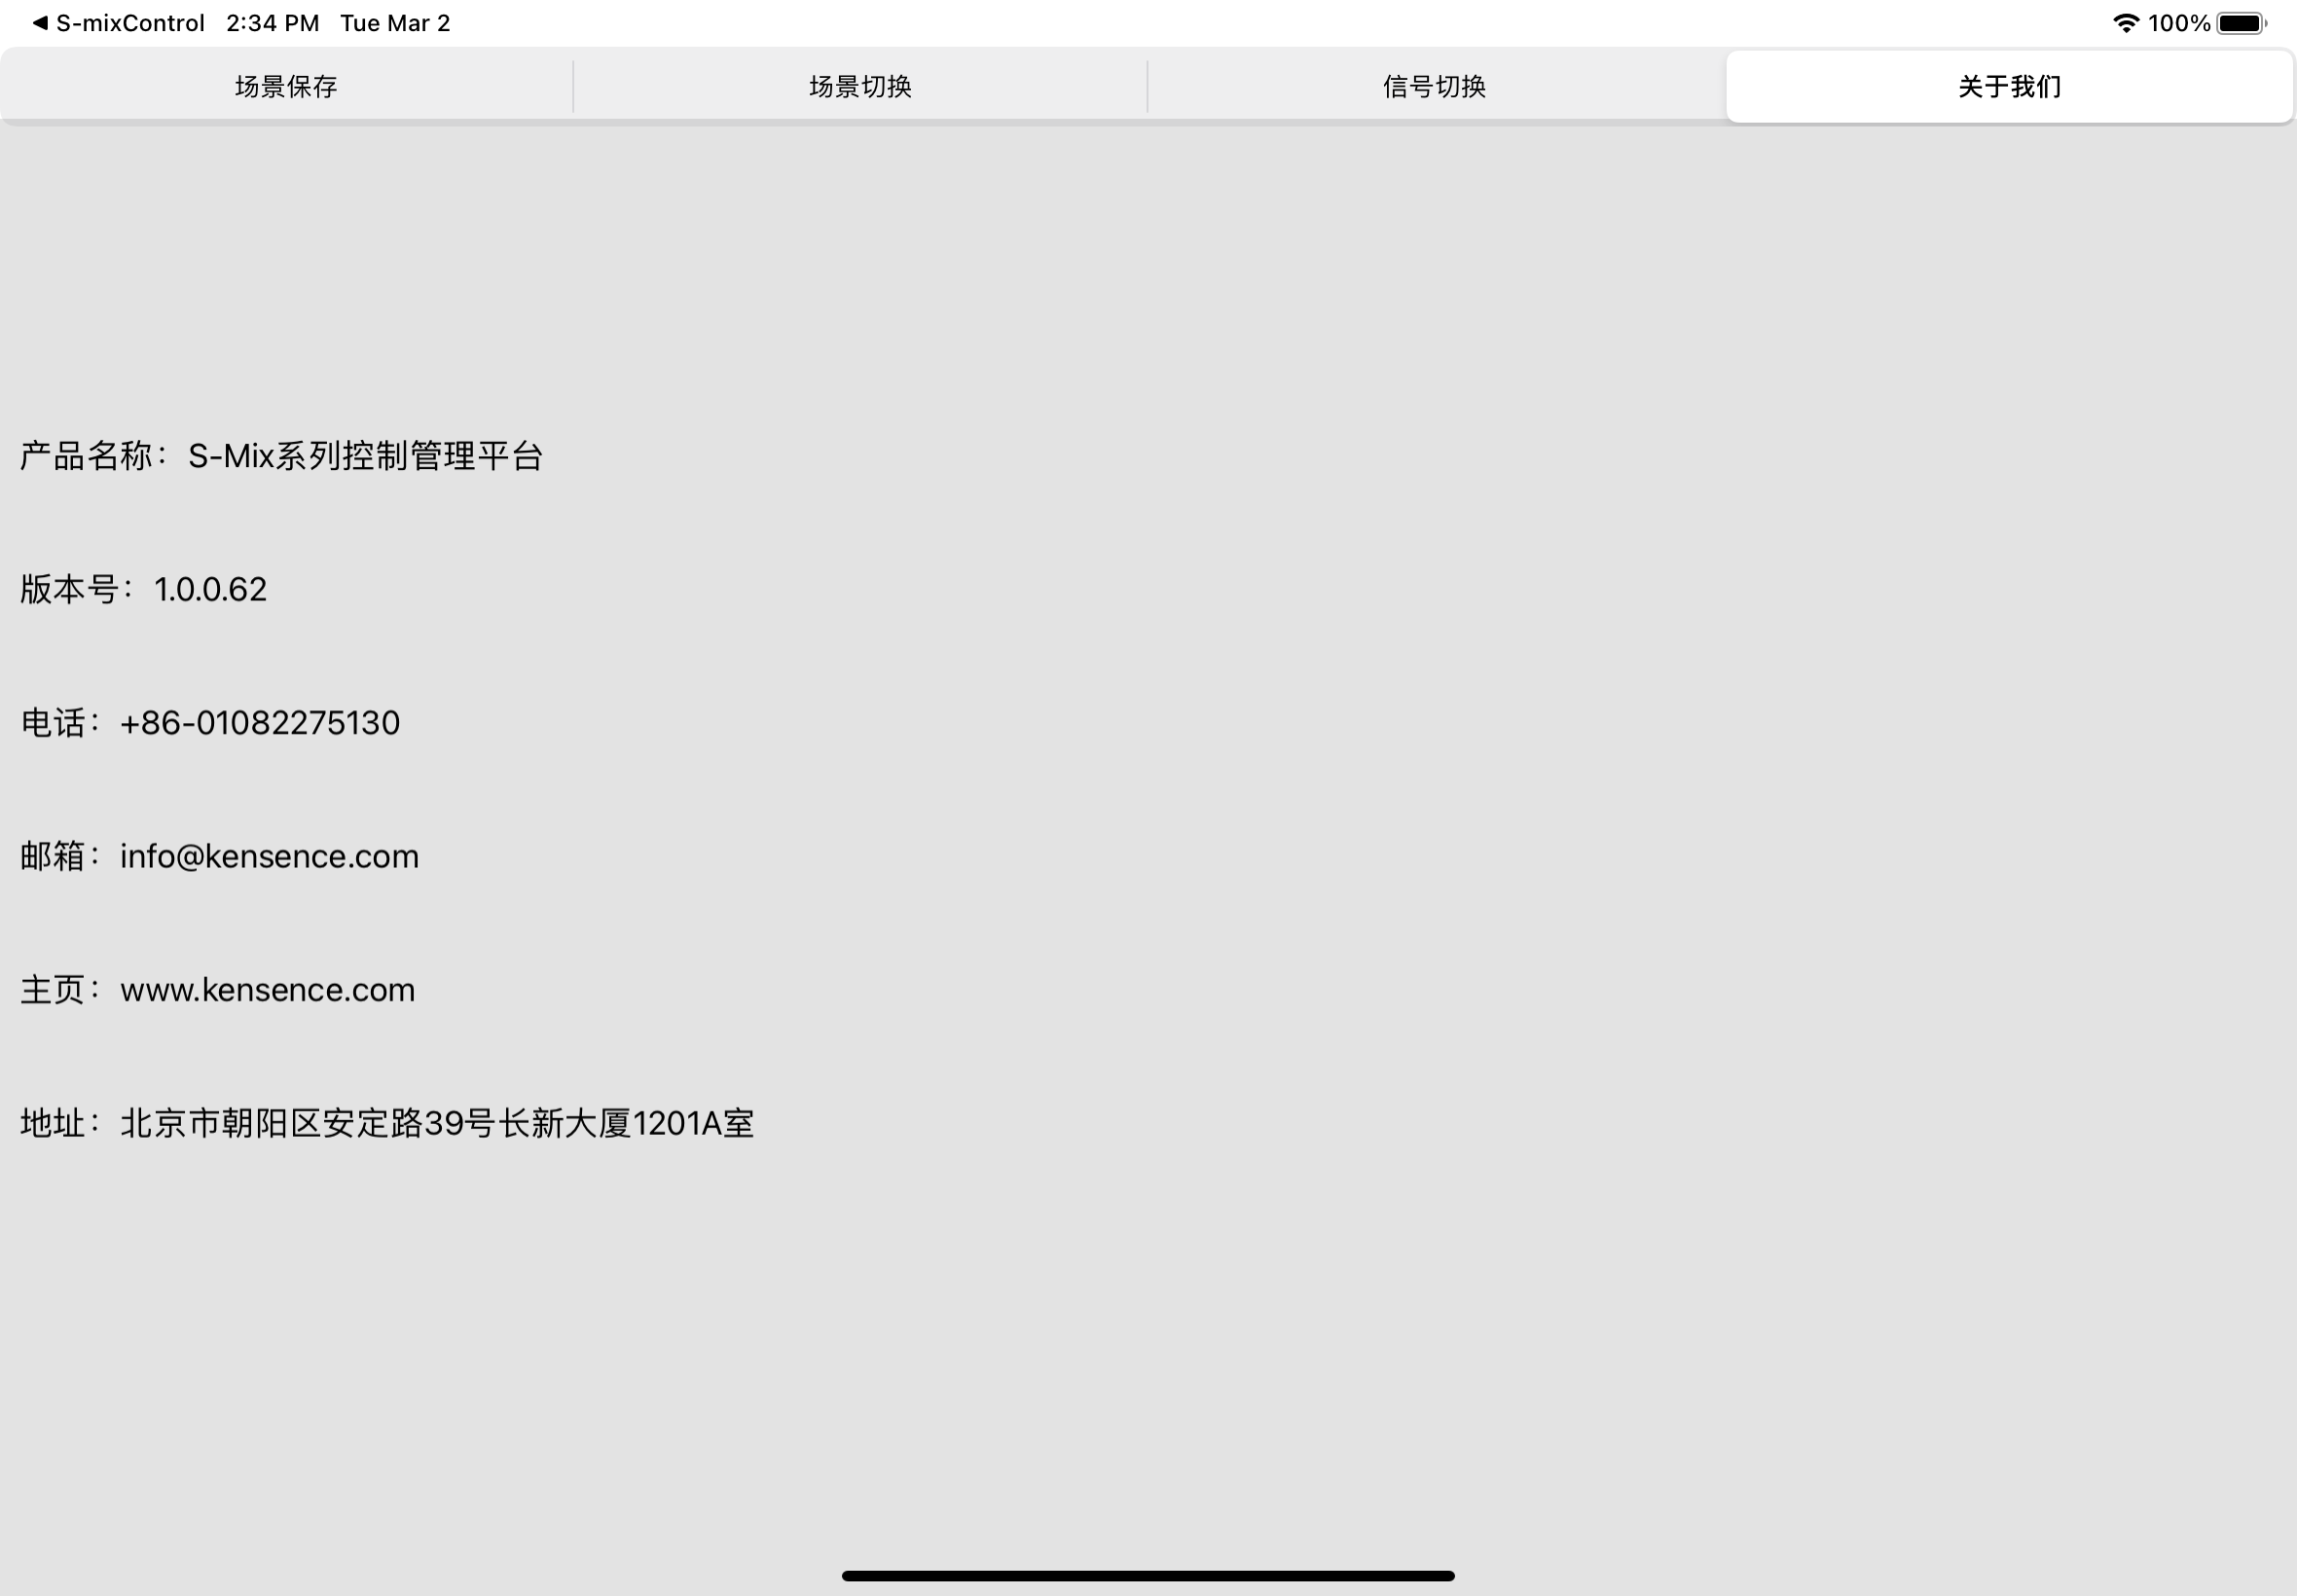 ◀ S-mixControl 2:34 PM Tue Mar 2 100%
场景保存 场景切换 信号切换 关于我们
产品名称：S-Mix系列控制管理平台
版本号：1.0.0.62
电话：+86-01082275130
邮箱：info@kensence.com
主页：www.kensence.com
地址：北京市朝阳区安定路39号长新大厦1201A室